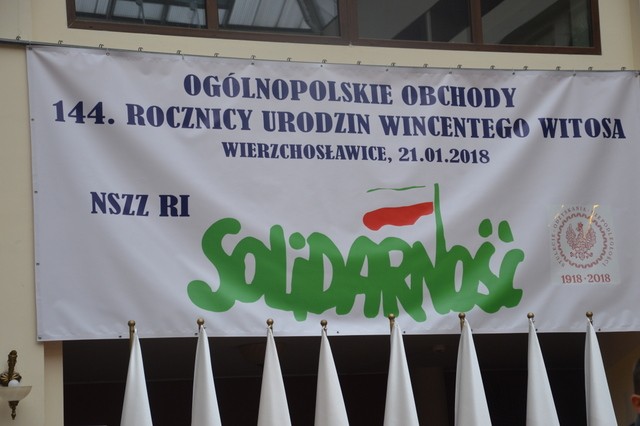 OGÓLNOPOLSKIE OBCHODY
144. ROCZNICY URODZIN WINCENTEGO WITOSA
WIERZCHOSŁAWICE, 21.01.2018
NSZZ RI
SOLIDARNOŚĆ
1918-2018